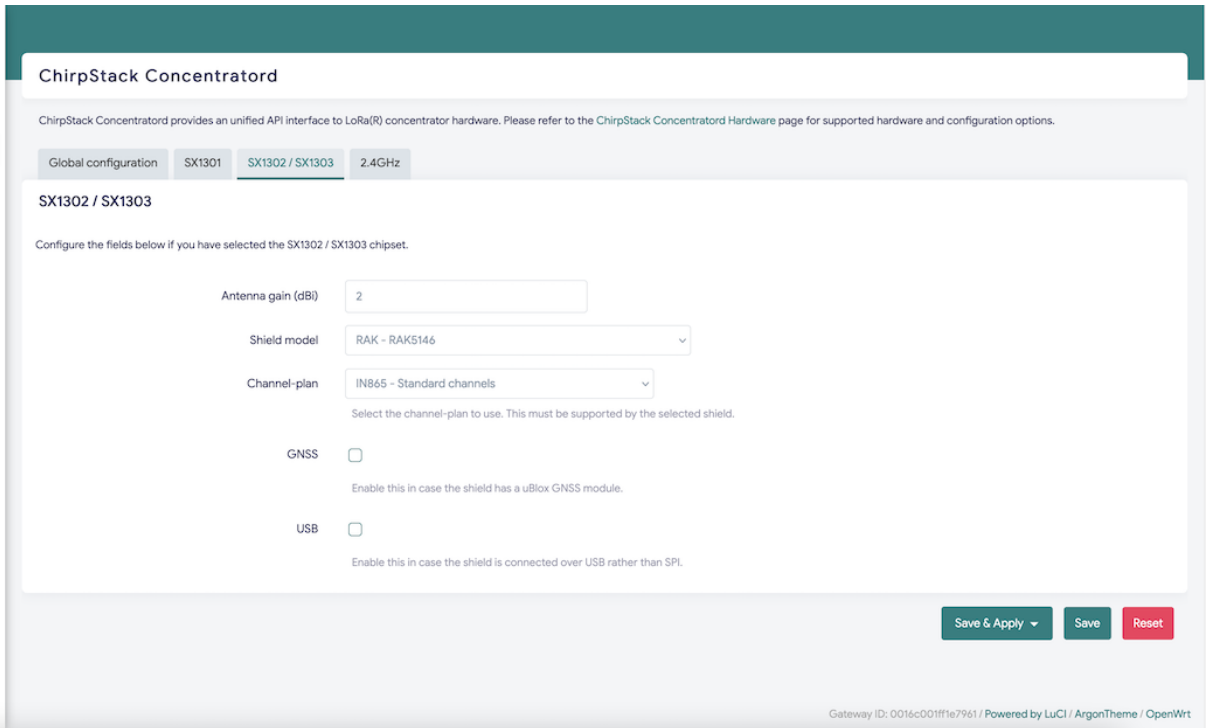 ChirpStack Concentratord
ChirpStack Concentratord provides an unified API interface to LoRa(R) concentrator hardware. Please refer to the ChirpStack Concentratord Hardware page for supported hardware and configuration options.
Global configuration SX1301 SX1302 / SX1303 2.4GHz
SX1302 / SX1303
Configure the fields below if you have selected the SX1302 / SX1303 chipset.
Antenna gain (dBi) 2
Shield model RAK - RAK5146
Channel-plan IN865 - Standard channels
Select the channel-plan to use. This must be supported by the selected shield.
GNSS
Enable this in case the shield has a uBlox GNSS module.
USB
Enable this in case the shield is connected over USB rather than SPI.
Save & Apply Save Reset
Gateway ID: 0016c001ff1e7961 / Powered by LuCI / ArgonTheme / OpenWrt